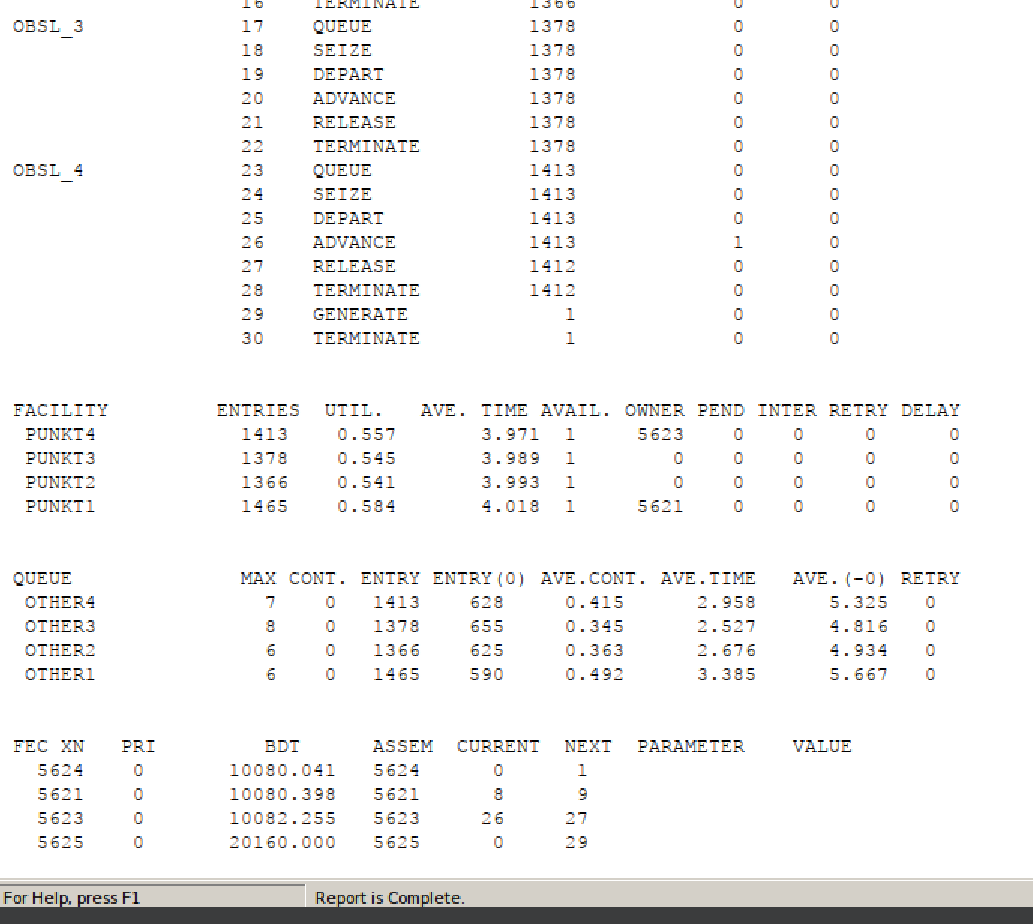 16 TERMINATE 1366 0 0
OBSL_3 17 QUEUE 1378 0 0
18 SEIZE 1378 0 0
19 DEPART 1378 0 0
20 ADVANCE 1378 0 0
21 RELEASE 1378 0 0
22 TERMINATE 1378 0 0
OBSL_4 23 QUEUE 1413 0 0
24 SEIZE 1413 0 0
25 DEPART 1413 0 0
26 ADVANCE 1413 1 0
27 RELEASE 1412 0 0
28 TERMINATE 1412 0 0
29 GENERATE 1 0 0
30 TERMINATE 1 0 0
FACILITY ENTRIES UTIL. AVE. TIME AVAIL. OWNER PEND INTER RETRY DELAY
PUNKT4 1413 0.557 3.971 1 5623 0 0 0 0
PUNKT3 1378 0.545 3.989 1 0 0 0 0 0
PUNKT2 1366 0.541 3.993 1 0 0 0 0 0
PUNKT1 1465 0.584 4.018 1 5621 0 0 0 0
QUEUE MAX CONT. ENTRY ENTRY(0) AVE.CONT. AVE.TIME AVE.(-0) RETRY
OTHER4 7 0 1413 628 0.415 2.958 5.325 0
OTHER3 8 0 1378 655 0.345 2.527 4.816 0
OTHER2 6 0 1366 625 0.363 2.676 4.934 0
OTHER1 6 0 1465 590 0.492 3.385 5.667 0
FEC XN PRI BDT ASSEM CURRENT NEXT PARAMETER VALUE
5624 0 10080.041 5624 0 1
5621 0 10080.398 5621 8 9
5623 0 10082.255 5623 26 27
5625 0 20160.000 5625 0 29
For Help, press F1 Report is Complete.